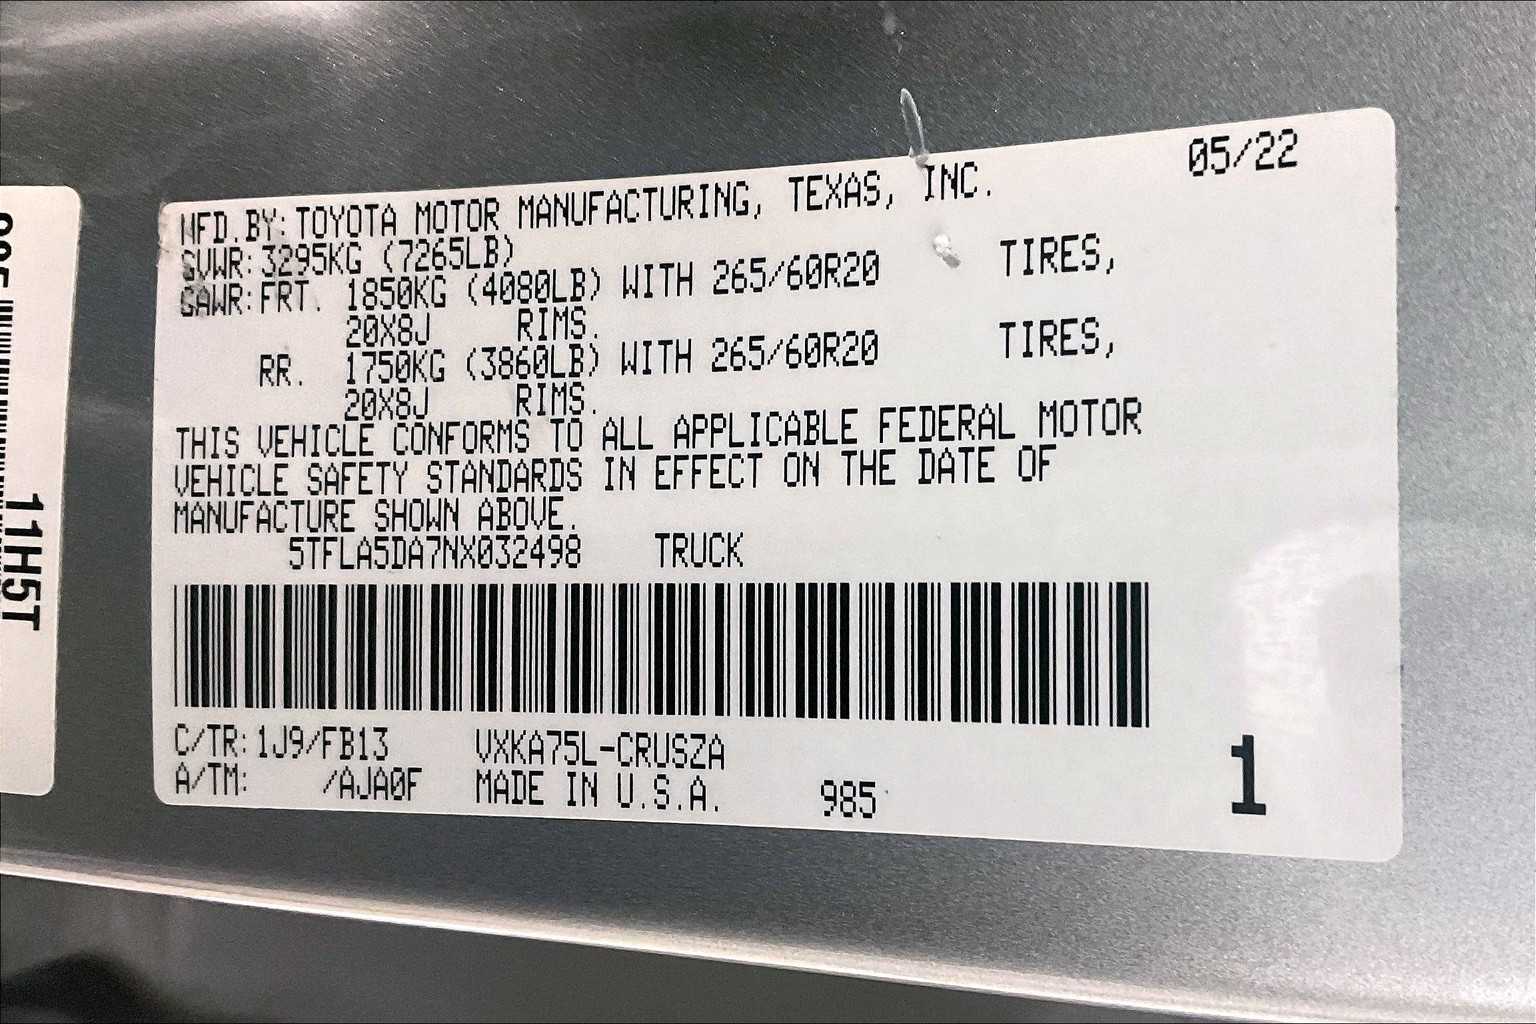 05/22
MFD.BY: TOYOTA MOTOR MANUFACTURING, TEXAS, INC.
GVWR: 3295KG (7265LB)
GAWR: FRT. 1850KG (4080LB) WITH 265/60R20 TIRES,
20X8J RIMS.
RR. 1750KG (3860LB) WITH 265/60R20 TIRES,
20X8J RIMS.
THIS VEHICLE CONFORMS TO ALL APPLICABLE FEDERAL MOTOR
VEHICLE SAFETY STANDARDS IN EFFECT ON THE DATE OF
MANUFACTURE SHOWN ABOVE.
5TFLA5DA7NX032498 TRUCK
C/TR: 1J9/FB13 VXKA75L-CRUSZA
A/TM: /AJA0F MADE IN U.S.A. 985
1
11H5T